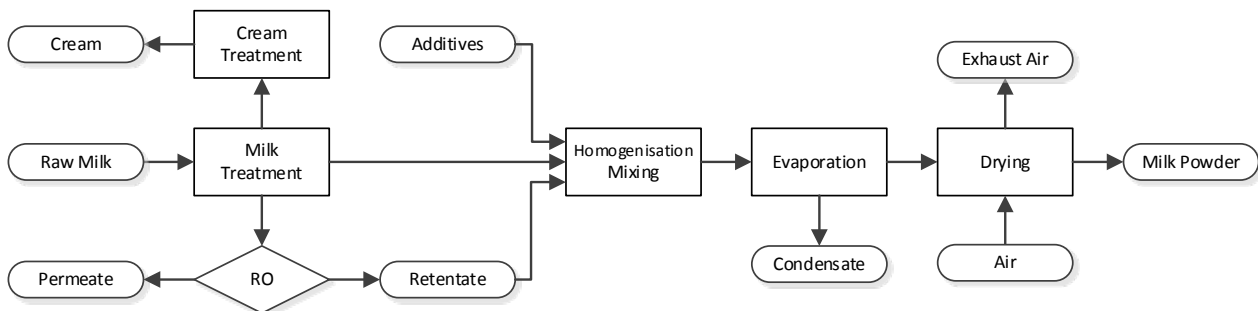 Cream
Cream
Treatment
Additives
Exhaust Air
Raw Milk
Milk
Treatment
Homogenisation
Mixing
Evaporation
Drying
Milk Powder
Permeate
RO
Retentate
Condensate
Air